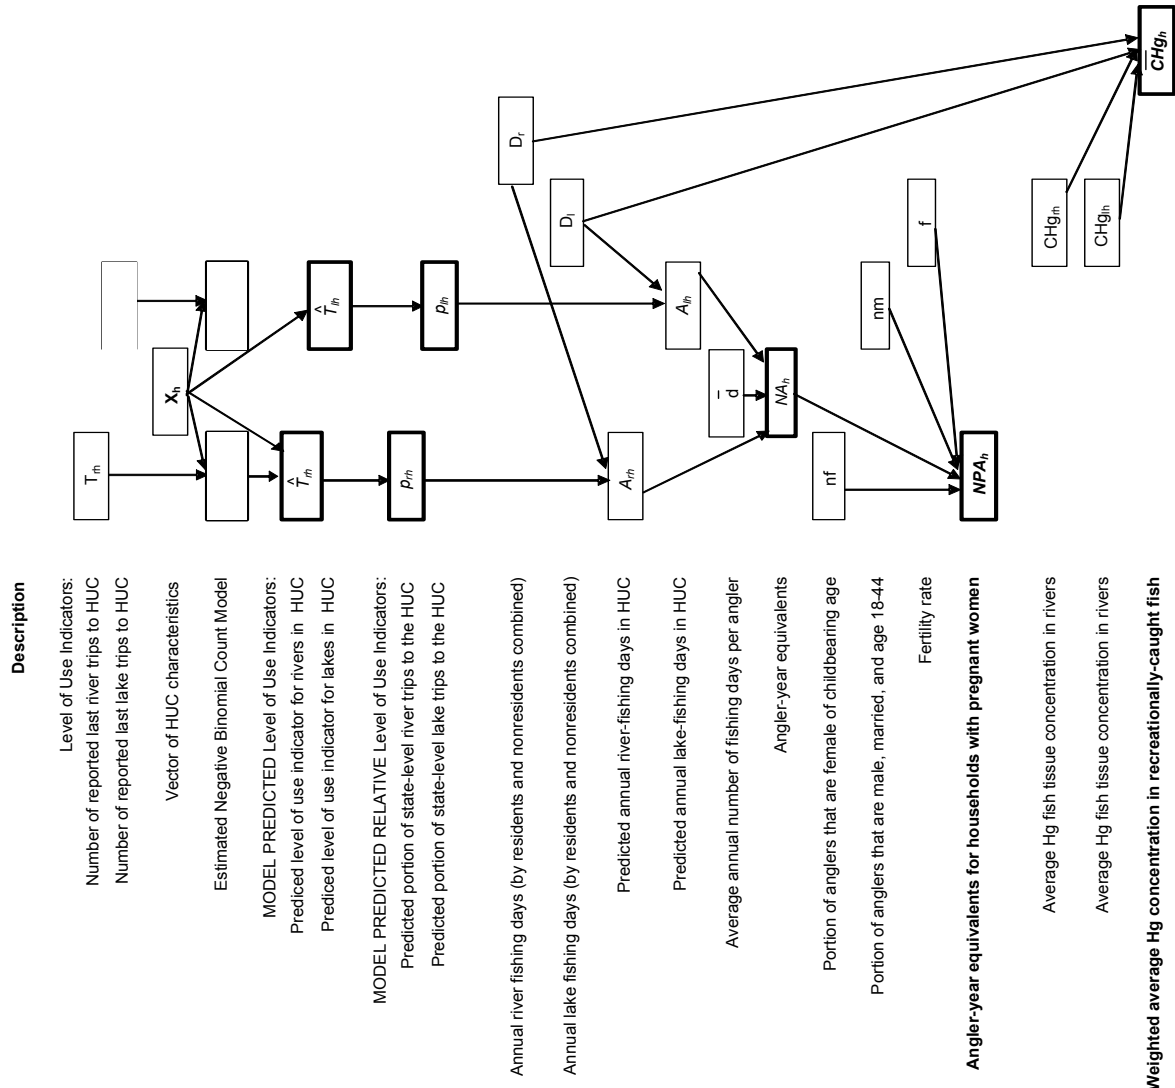 Description
Level of Use Indicators:
Number of reported last river trips to HUC
Number of reported last lake trips to HUC
Vector of HUC characteristics
Estimated Negative Binomial Count Model
MODEL PREDICTED Level of Use Indicators:
Prediced level of use indicator for rivers in HUC
Prediced level of use indicator for lakes in HUC
MODEL PREDICTED RELATIVE Level of Use Indicators:
Predicted portion of state-level river trips to the HUC
Predicted portion of state-level lake trips to the HUC
Annual river fishing days (by residents and nonresidents combined)
Annual lake fishing days (by residents and nonresidents combined)
Predicted annual river-fishing days in HUC
Predicted annual lake-fishing days in HUC
Average annual number of fishing days per angler
Angler-year equivalents
Portion of anglers that are female of childbearing age
Portion of anglers that are male, married, and age 18-44
Fertility rate
Angler-year equivalents for households with pregnant women
Average Hg fish tissue concentration in rivers
Average Hg fish tissue concentration in rivers
Weighted average Hg concentration in recreationally-caught fish
T_rh
X_h
T̂_rh
T̂_lh
p_rh
p_lh
D_r
D_l
A_rh
A_lh
d̄
NA_h
nf
nm
f
NPA_h
CHg_rh
CHg_lh
C̅H̅g_h